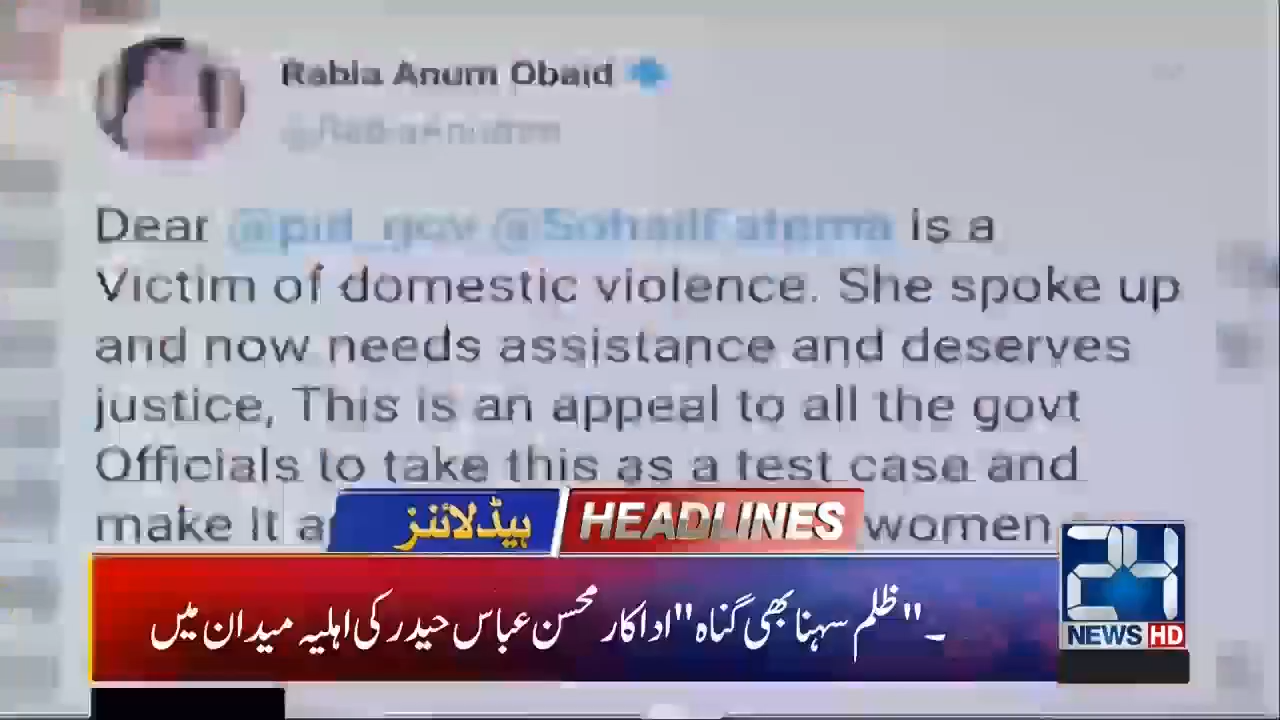 Rabia Anum Obaid
Dear @pid_gov @SohailFatema is a
Victim of domestic violence. She spoke up
and now needs assistance and deserves
justice, This is an appeal to all the govt
Officials to take this as a test case and
make it a
women
ہیڈلائنز
HEADLINES
۔"ظلم سہنا بھی گناہ"اداکار محسن عباس حیدر کی اہلیہ میدان میں
24
NEWS HD